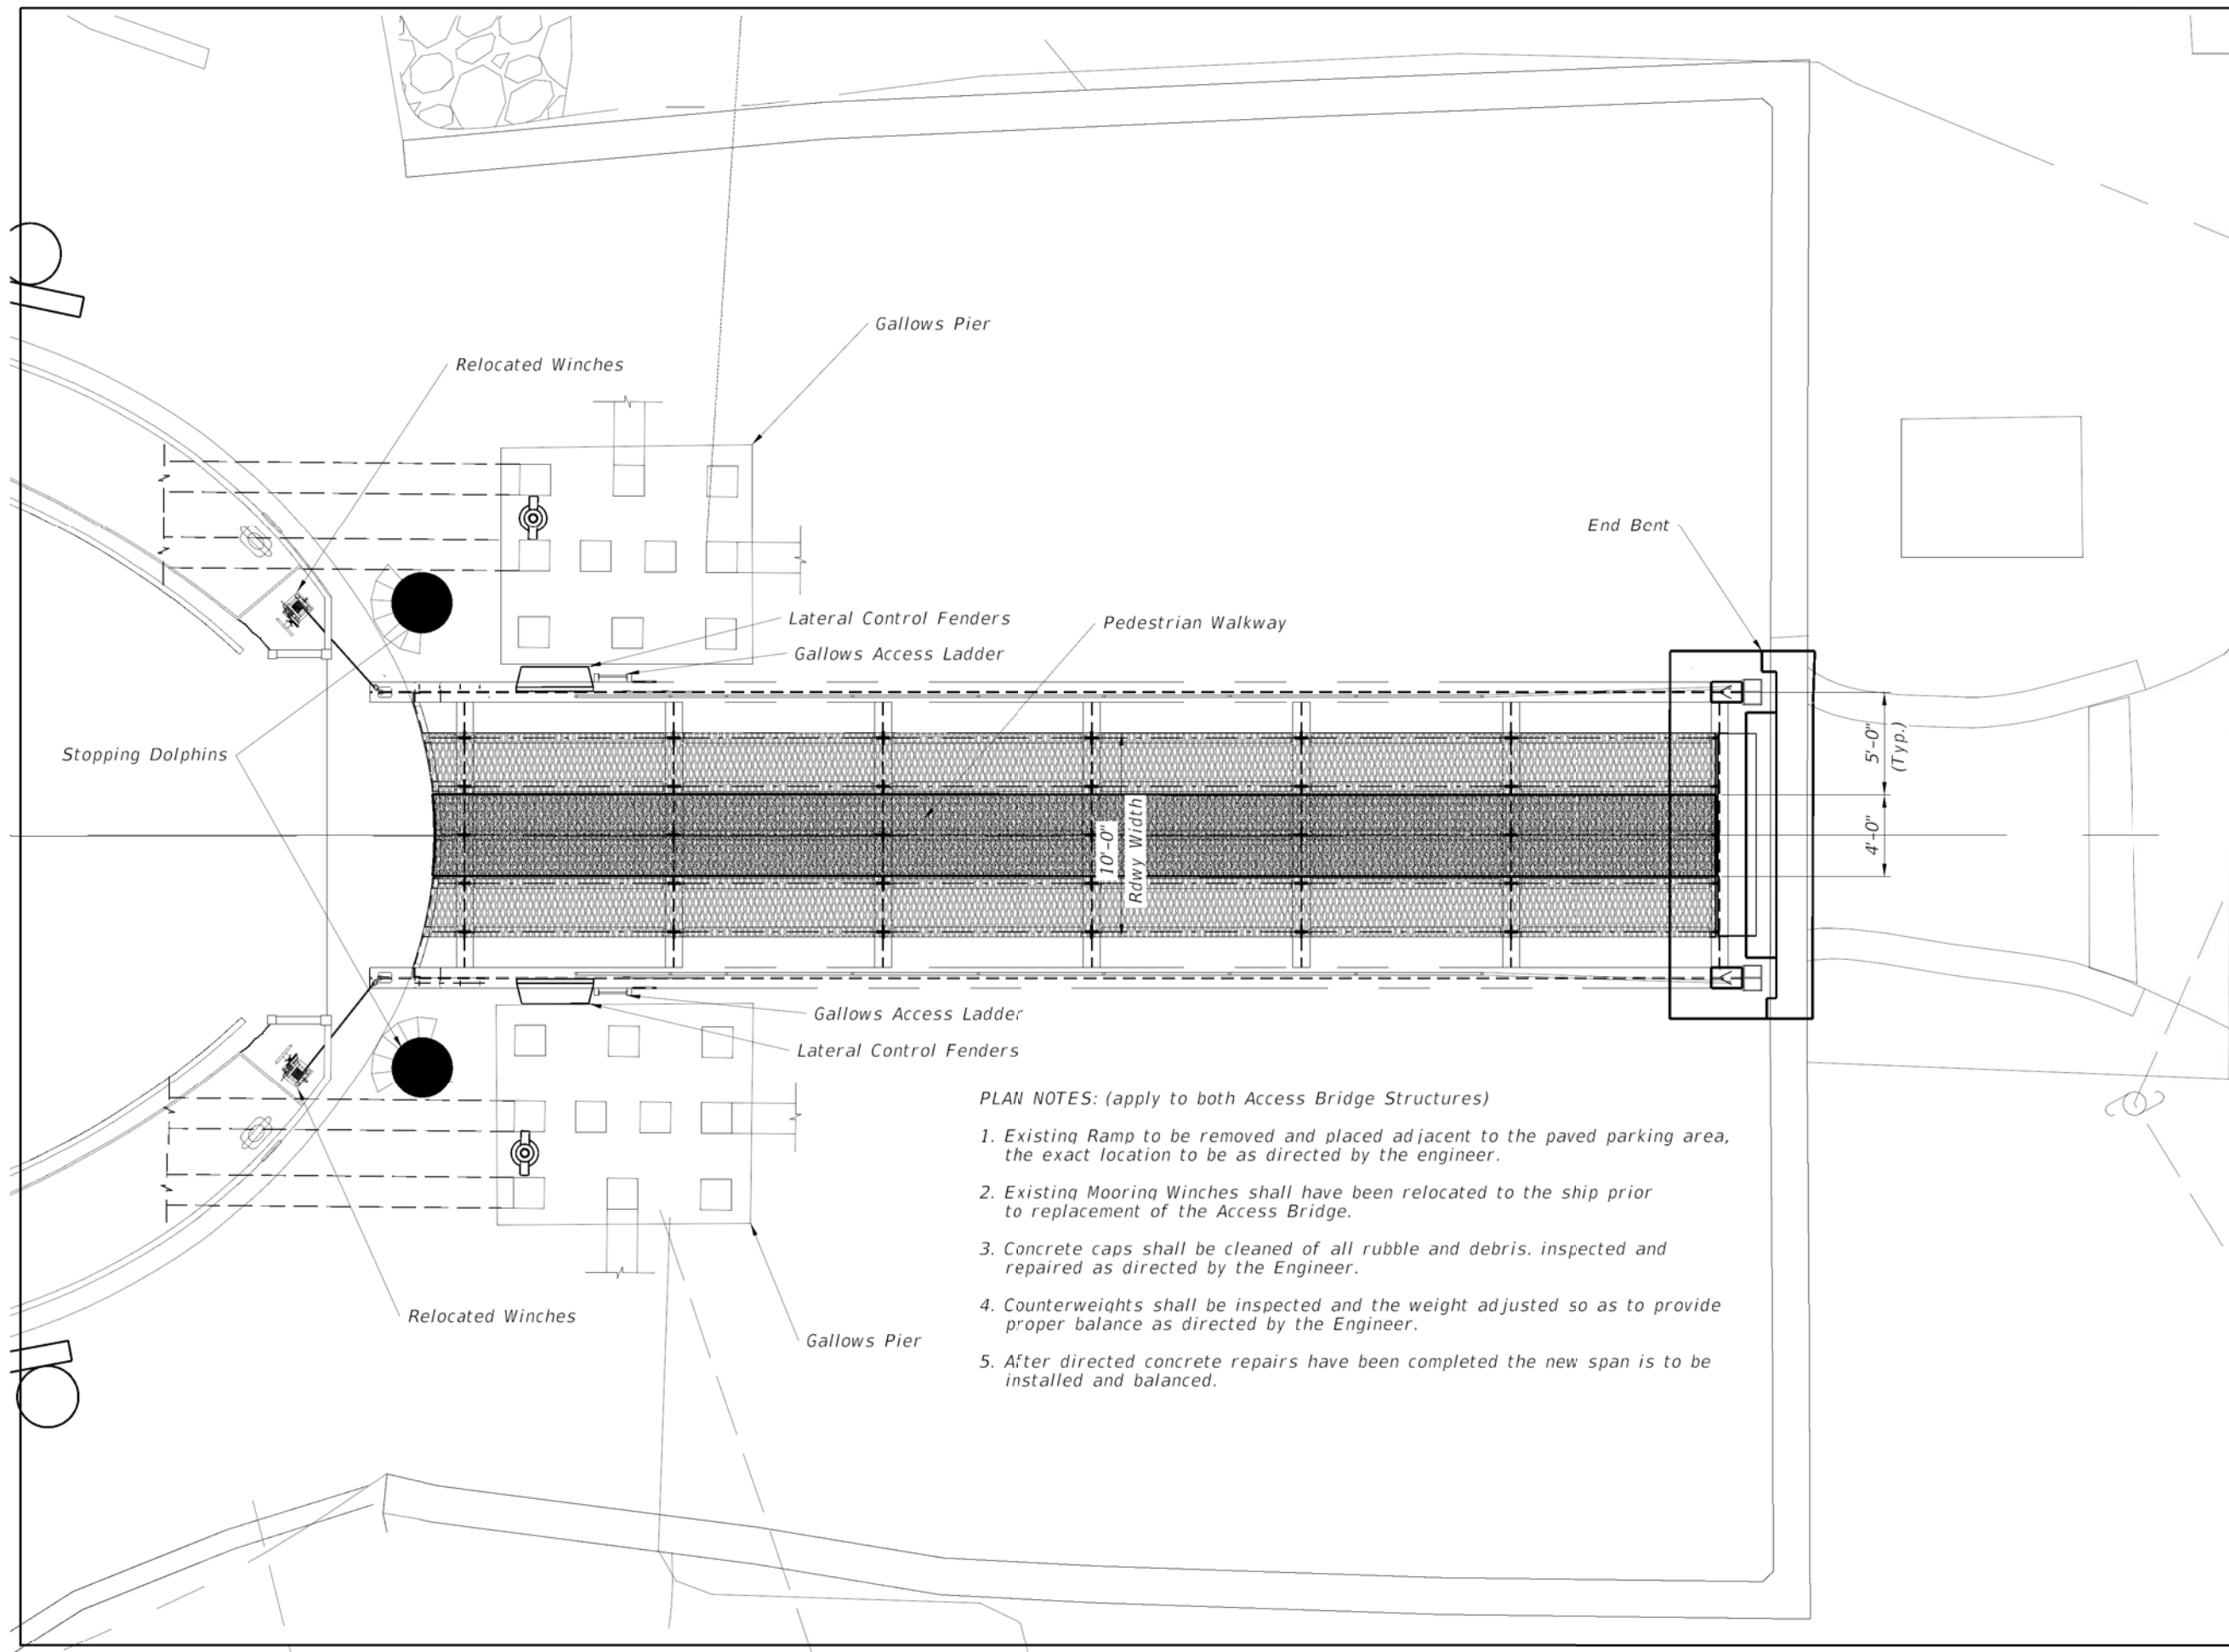 Gallows Pier
Relocated Winches
End Bent
Lateral Control Fenders
Pedestrian Walkway
Gallows Access Ladder
Stopping Dolphins
5'-0"
(Typ.)
4'-0"
10'-0"
Rdwy Width
Gallows Access Ladder
Lateral Control Fenders
PLAN NOTES: (apply to both Access Bridge Structures)
1. Existing Ramp to be removed and placed adjacent to the paved parking area,
the exact location to be as directed by the engineer.
2. Existing Mooring Winches shall have been relocated to the ship prior
to replacement of the Access Bridge.
3. Concrete caps shall be cleaned of all rubble and debris, inspected and
repaired as directed by the Engineer.
4. Counterweights shall be inspected and the weight adjusted so as to provide
proper balance as directed by the Engineer.
5. After directed concrete repairs have been completed the new span is to be
installed and balanced.
Relocated Winches
Gallows Pier